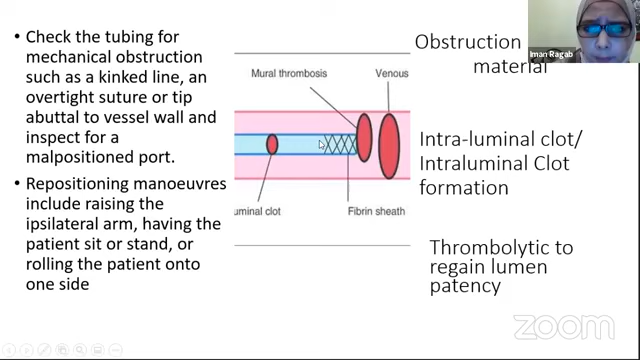 • Check the tubing for
mechanical obstruction
such as a kinked line, an
overtight suture or tip
abuttal to vessel wall and
inspect for a
malpositioned port.
• Repositioning manoeuvres
include raising the
ipsilateral arm, having the
patient sit or stand, or
rolling the patient onto
one side
Mural thrombosis
Venous
uminal clot
Fibrin sheath
Obstruction
material
Intra-luminal clot/
Intraluminal Clot
formation
Thrombolytic to
regain lumen
patency
Iman Ragab
zoom